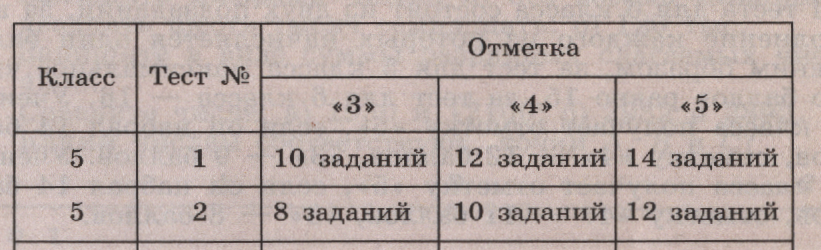 Класс Тест № Отметка
«3» «4» «5»
5 1 10 заданий 12 заданий 14 заданий
5 2 8 заданий 10 заданий 12 заданий